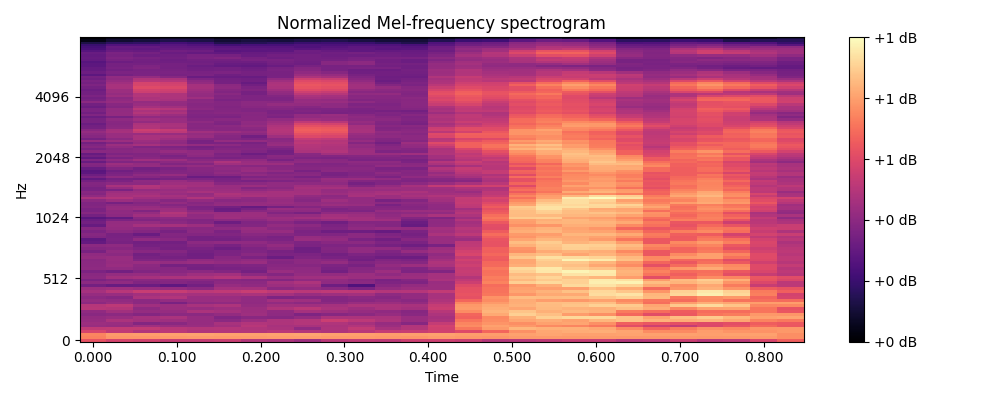 Normalized Mel-frequency spectrogram
+1 dB
4096
+1 dB
2048
+1 dB
Hz
1024
+0 dB
512
+0 dB
0
+0 dB
0.000 0.100 0.200 0.300 0.400 0.500 0.600 0.700 0.800
Time